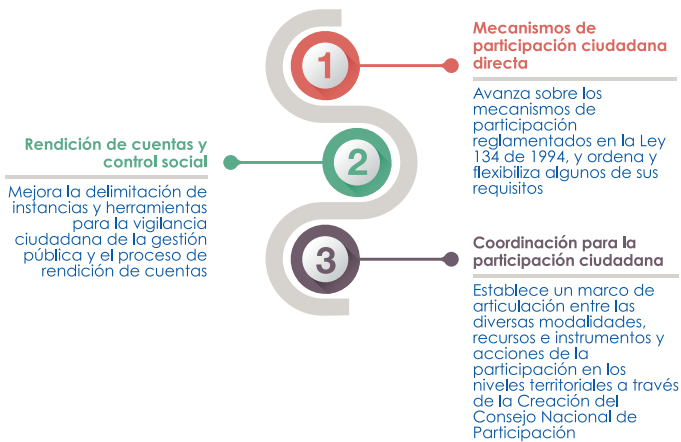 1
Mecanismos de
participación ciudadana
directa
Avanza sobre los
mecanismos de
participación
reglamentados en la Ley
134 de 1994, y ordena y
flexibiliza algunos de sus
requisitos
2
Rendición de cuentas y
control social
Mejora la delimitación de
instancias y herramientas
para la vigilancia
ciudadana de la gestión
pública y el proceso de
rendición de cuentas
3
Coordinación para la
participación ciudadana
Establece un marco de
articulación entre las
diversas modalidades,
recursos e instrumentos y
acciones de la
participación en los
niveles territoriales a través
de la Creación del
Consejo Nacional de
Participación